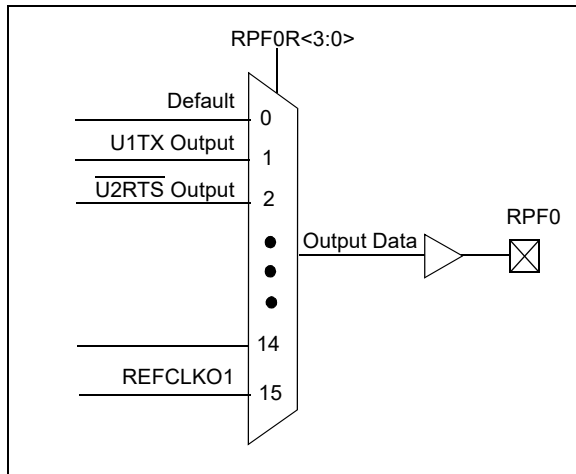 RPF0R<3:0>
Default
0
U1TX Output
1
U2RTS Output
2
RPF0
Output Data
14
REFCLKO1
15